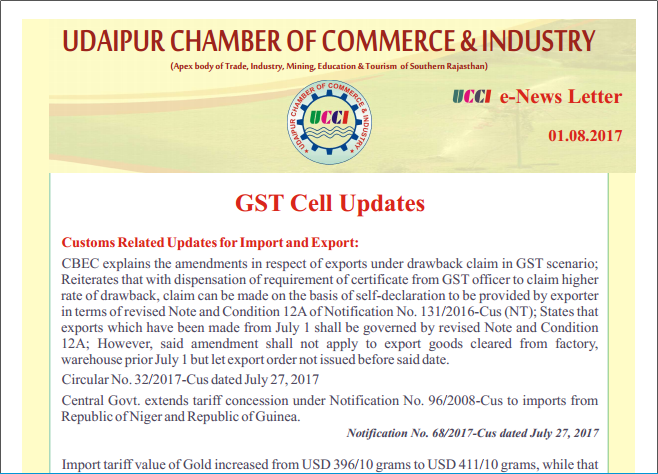 UDAIPUR CHAMBER OF COMMERCE & INDUSTRY
(Apex body of Trade, Industry, Mining, Education & Tourism of Southern Rajasthan)
UDAIPUR CHAMBER OF COMMERCE & INDUSTRY
UCCI
UCCI e-News Letter
01.08.2017
GST Cell Updates
Customs Related Updates for Import and Export:
CBEC explains the amendments in respect of exports under drawback claim in GST scenario;
Reiterates that with dispensation of requirement of certificate from GST officer to claim higher
rate of drawback, claim can be made on the basis of self-declaration to be provided by exporter
in terms of revised Note and Condition 12A of Notification No. 131/2016-Cus (NT); States that
exports which have been made from July 1 shall be governed by revised Note and Condition
12A; However, said amendment shall not apply to export goods cleared from factory,
warehouse prior July 1 but let export order not issued before said date.
Circular No. 32/2017-Cus dated July 27, 2017
Central Govt. extends tariff concession under Notification No. 96/2008-Cus to imports from
Republic of Niger and Republic of Guinea.
Notification No. 68/2017-Cus dated July 27, 2017
Import tariff value of Gold increased from USD 396/10 grams to USD 411/10 grams, while that